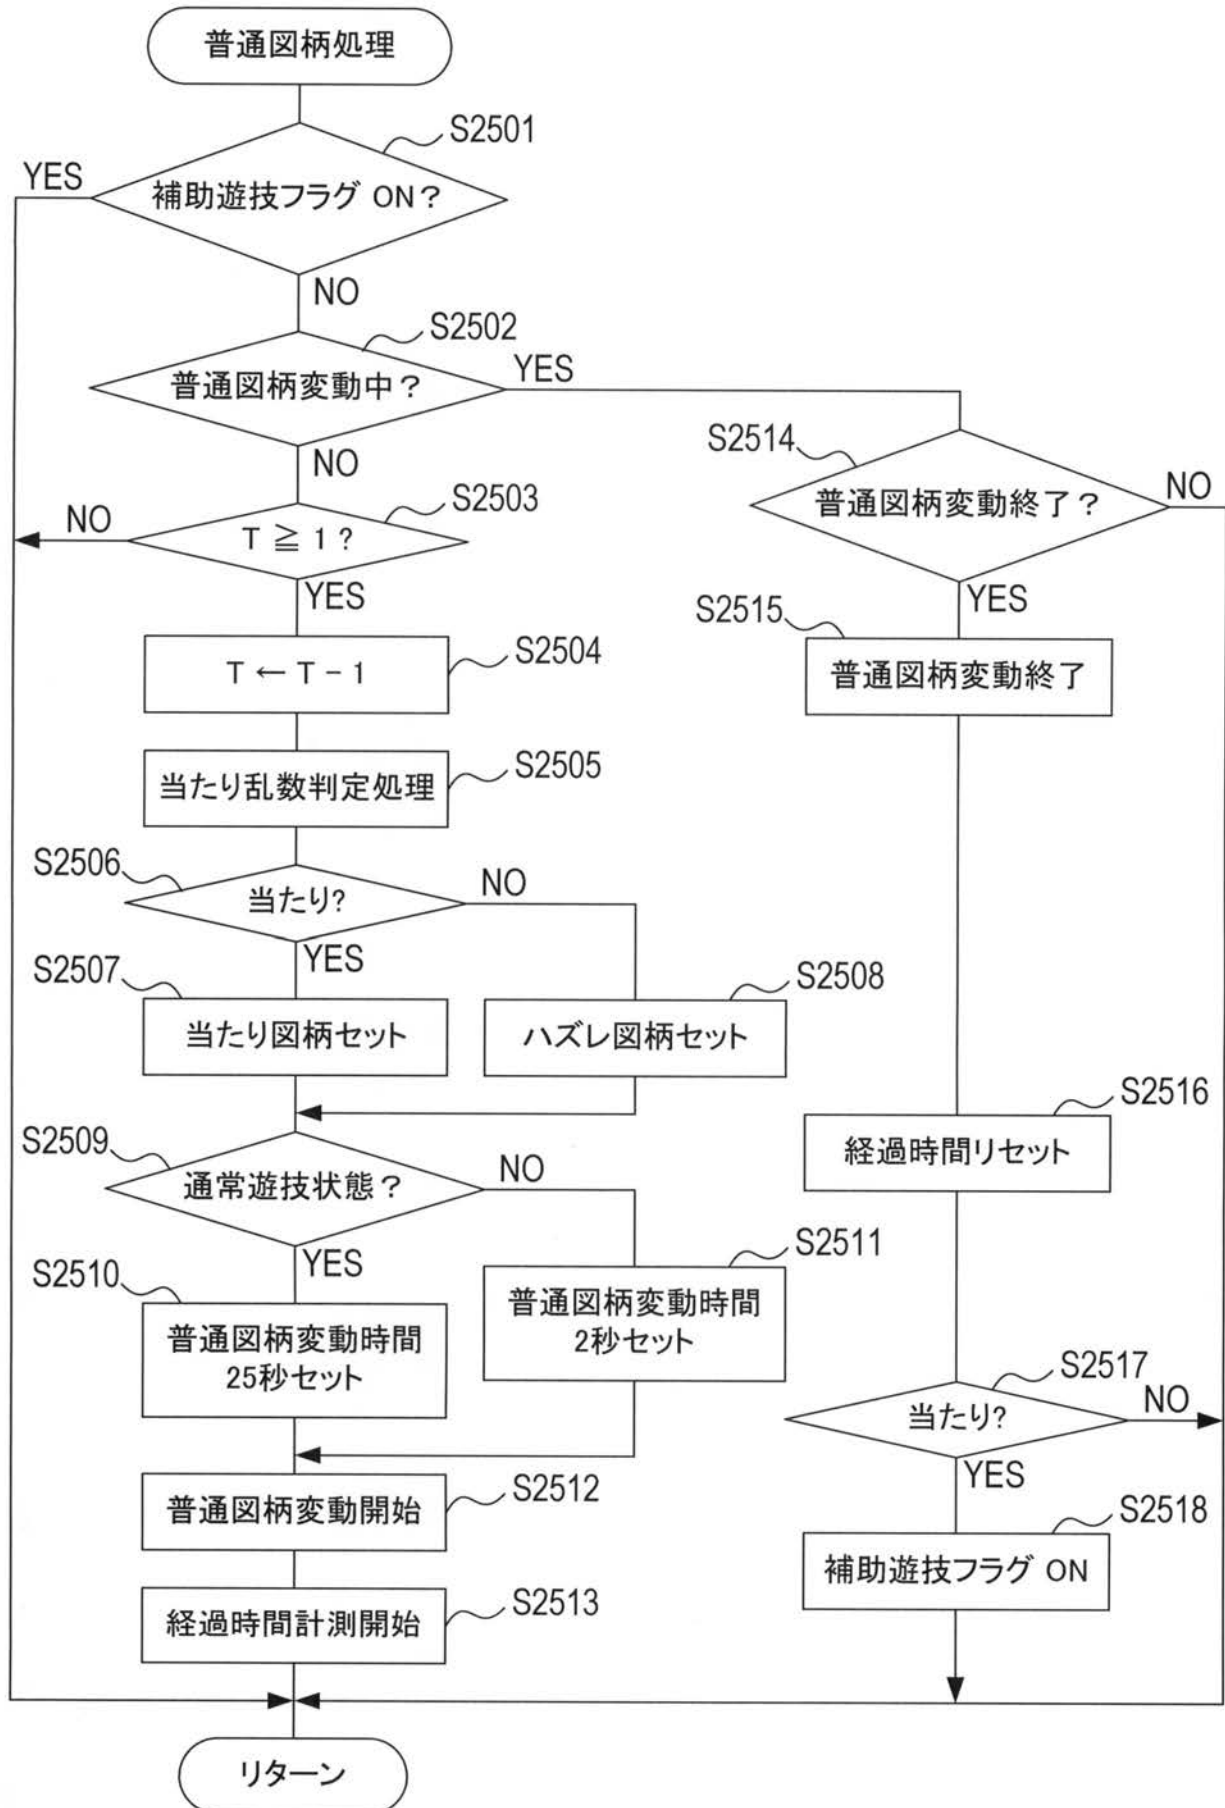 普通図柄処理
S2501
YES
補助遊技フラグ ON？
NO
S2502
普通図柄変動中？
YES
NO
S2514
普通図柄変動終了？
NO
YES
S2503
NO
T ≧ 1 ?
YES
S2504
T ← T − 1
S2515
普通図柄変動終了
S2505
当たり乱数判定処理
S2506
当たり?
NO
YES
S2507
当たり図柄セット
S2508
ハズレ図柄セット
S2509
通常遊技状態？
NO
YES
S2510
普通図柄変動時間
25秒セット
S2511
普通図柄変動時間
2秒セット
S2516
経過時間リセット
S2517
当たり?
NO
YES
S2512
普通図柄変動開始
S2518
補助遊技フラグ ON
S2513
経過時間計測開始
リターン